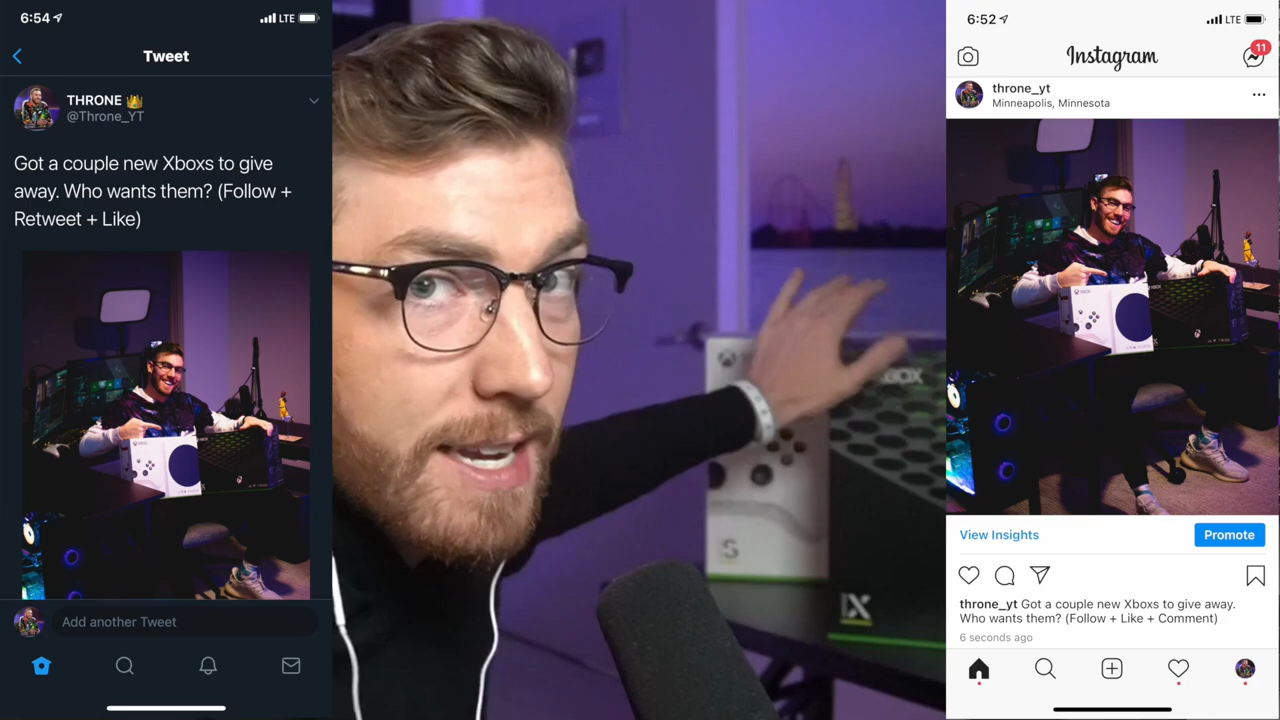 6:54
LTE
Tweet
THRONE
@Throne_YT
Got a couple new Xboxs to give
away. Who wants them? (Follow +
Retweet + Like)
Add another Tweet
XBOX
S
X
6:52
LTE
Instagram
11
throne_yt
Minneapolis, Minnesota
XBOX
View Insights
Promote
throne_yt Got a couple new Xboxs to give away.
Who wants them? (Follow + Like + Comment)
6 seconds ago